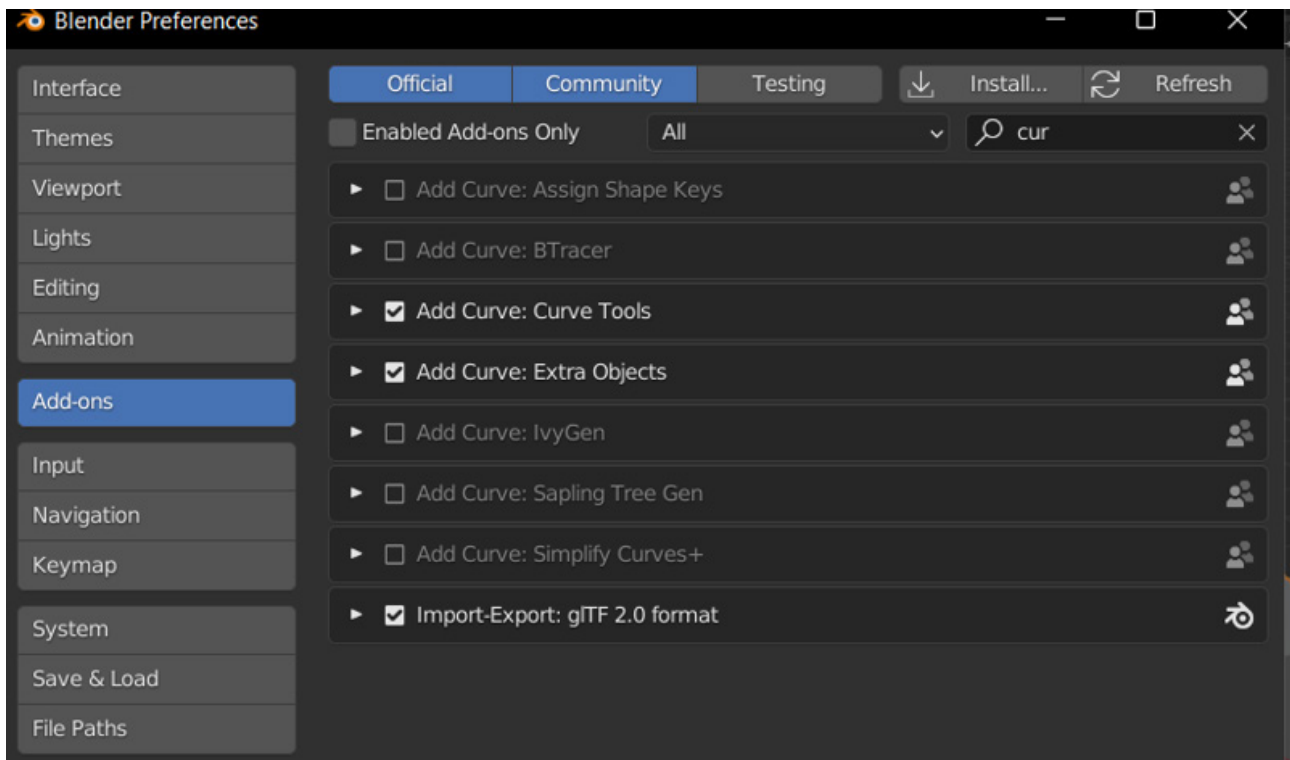 Blender Preferences
Interface
Themes
Viewport
Lights
Editing
Animation
Add-ons
Input
Navigation
Keymap
System
Save & Load
File Paths
Official Community Testing Install... Refresh
Enabled Add-ons Only All cur
Add Curve: Assign Shape Keys
Add Curve: BTracer
Add Curve: Curve Tools
Add Curve: Extra Objects
Add Curve: IvyGen
Add Curve: Sapling Tree Gen
Add Curve: Simplify Curves+
Import-Export: glTF 2.0 format